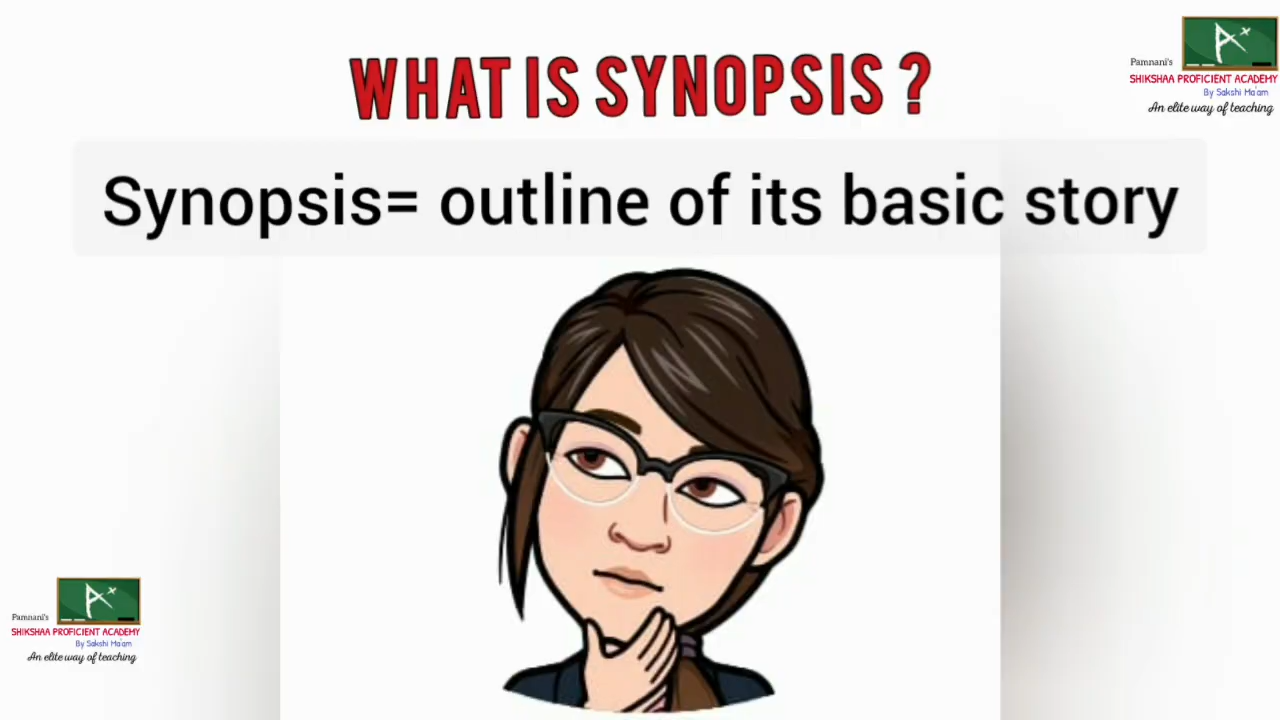 WHAT IS SYNOPSIS ?
A+
Pamnani's
SHIKSHAA PROFICIENT ACADEMY
By Sakshi Ma'am
An elite way of teaching
Synopsis= outline of its basic story
A+
Pamnani's
SHIKSHAA PROFICIENT ACADEMY
By Sakshi Ma'am
An elite way of teaching